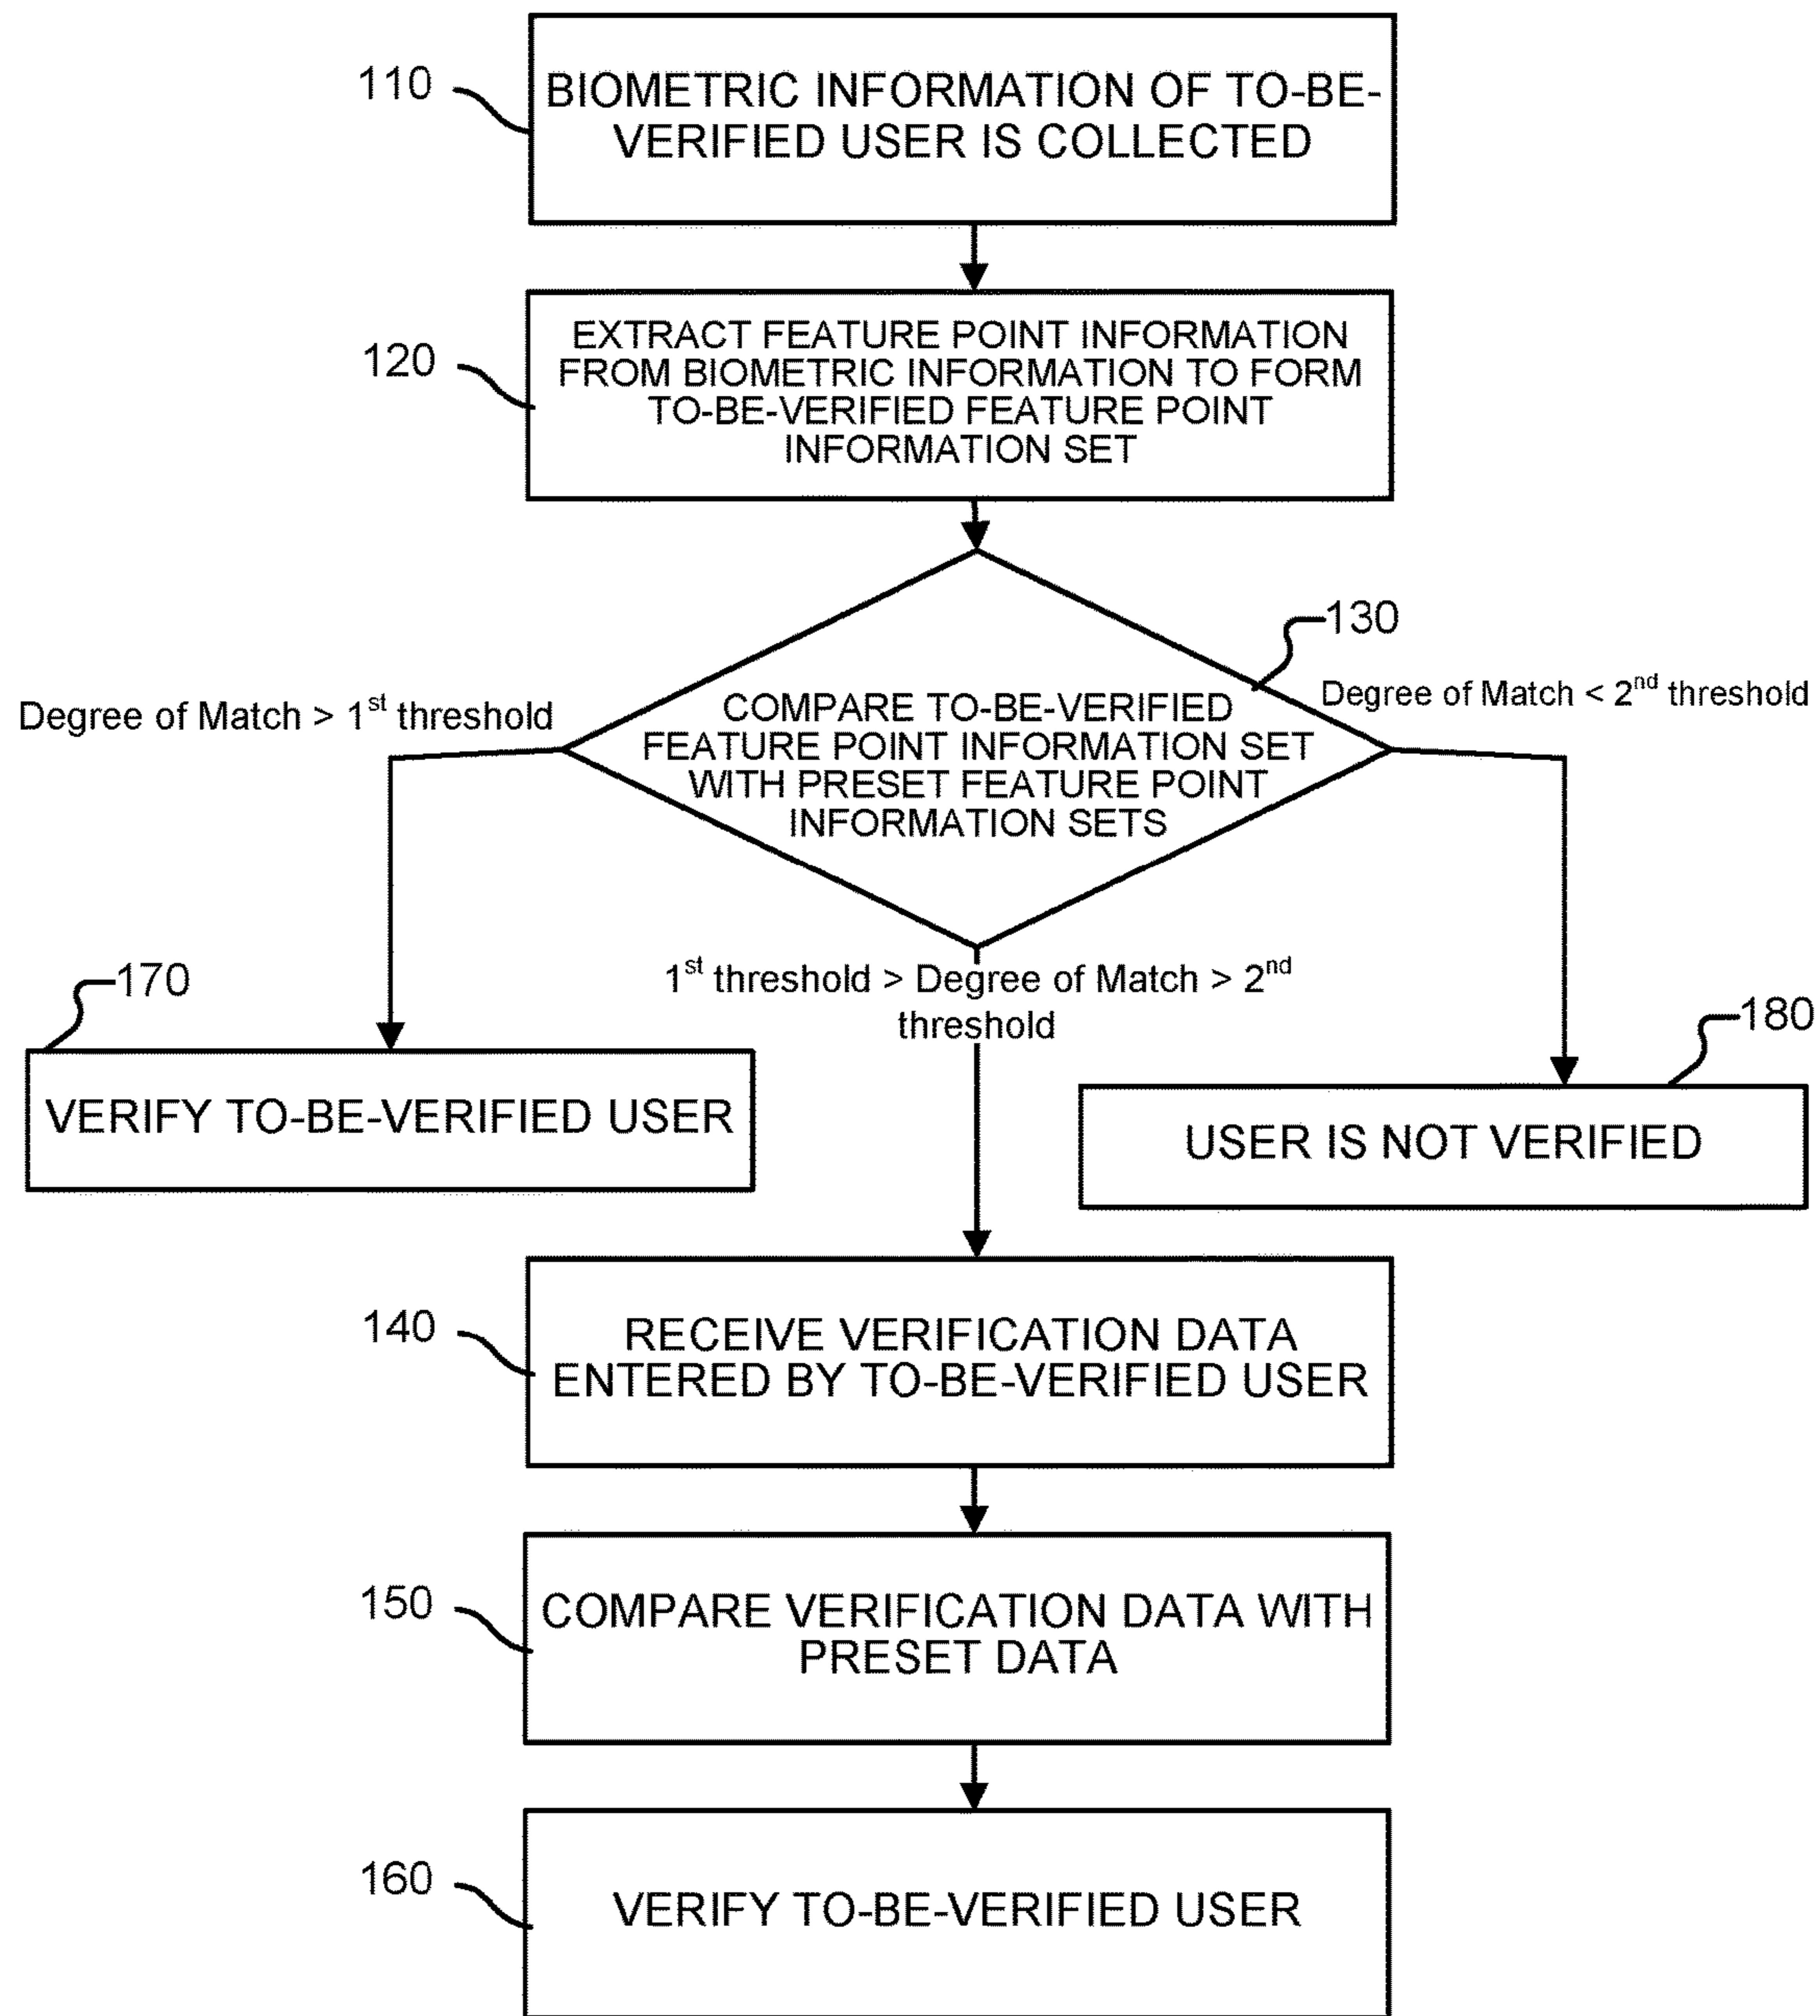 110
BIOMETRIC INFORMATION OF TO-BE-
VERIFIED USER IS COLLECTED
120
EXTRACT FEATURE POINT INFORMATION
FROM BIOMETRIC INFORMATION TO FORM
TO-BE-VERIFIED FEATURE POINT
INFORMATION SET
130
Degree of Match > 1st threshold
COMPARE TO-BE-VERIFIED
FEATURE POINT INFORMATION SET
WITH PRESET FEATURE POINT
INFORMATION SETS
Degree of Match < 2nd threshold
1st threshold > Degree of Match > 2nd
threshold
170
VERIFY TO-BE-VERIFIED USER
180
USER IS NOT VERIFIED
140
RECEIVE VERIFICATION DATA
ENTERED BY TO-BE-VERIFIED USER
150
COMPARE VERIFICATION DATA WITH
PRESET DATA
160
VERIFY TO-BE-VERIFIED USER